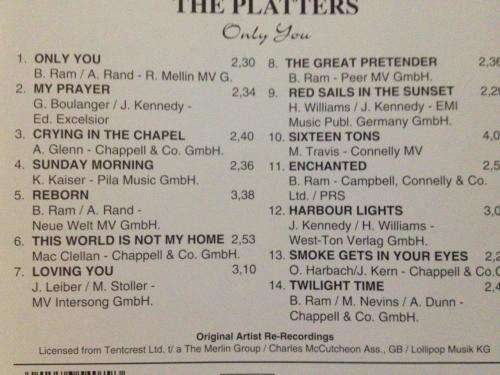 THE PLATTERS
Only You
1. ONLY YOU 2,30
B. Ram / A. Rand - R. Mellin MV G.
2. MY PRAYER 2,34
G. Boulanger / J. Kennedy -
Ed. Excelsior
3. CRYING IN THE CHAPEL 2,40
A. Glenn - Chappell & Co. GmbH.
4. SUNDAY MORNING 2,36
K. Kaiser - Pila Music GmbH.
5. REBORN 3,38
B. Ram / A. Rand -
Neue Welt MV GmbH.
6. THIS WORLD IS NOT MY HOME 2,53
Mac Clellan - Chappell & Co. GmbH.
7. LOVING YOU 3,10
J. Leiber / M. Stoller -
MV Intersong GmbH.
8. THE GREAT PRETENDER 2,36
B. Ram - Peer MV GmbH.
9. RED SAILS IN THE SUNSET
H. Williams / J. Kennedy - EMI
Music Publ. Germany GmbH.
10. SIXTEEN TONS
M. Travis - Connelly MV
11. ENCHANTED
B. Ram - Campbell, Connelly & Co.
Ltd. / PRS
12. HARBOUR LIGHTS
J. Kennedy / H. Williams -
West-Ton Verlag GmbH.
13. SMOKE GETS IN YOUR EYES
O. Harbach/J. Kern - Chappell & Co.
14. TWILIGHT TIME
B. Ram / M. Nevins / A. Dunn -
Chappell & Co. GmbH.
Original Artist Re-Recordings
Licensed from Tentcrest Ltd. t/a The Merlin Group / Charles McCutcheon Ass., GB / Lollipop Musik KG